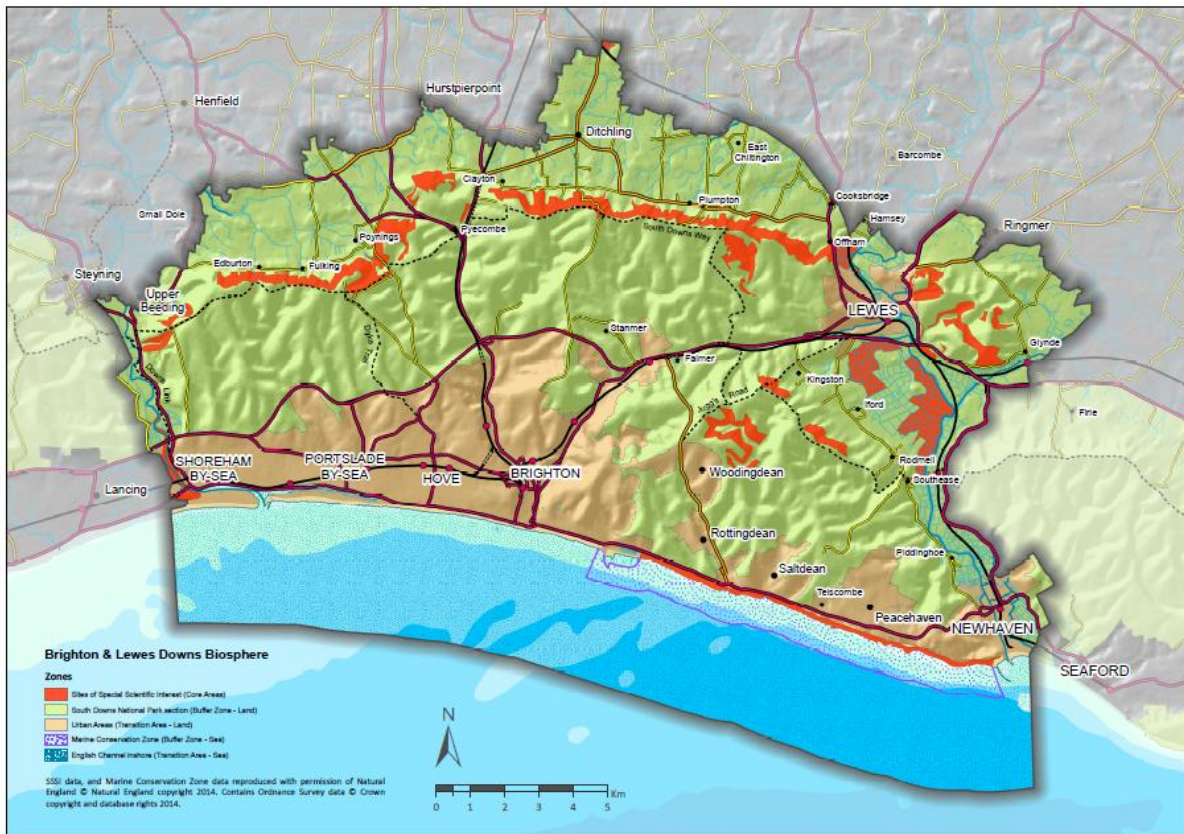 Hurstpierpoint
Henfield
Ditchling
East
Chiltington
Barcombe
Clayton
Plumpton
Cooksbridge
Small Dole
Hamsey
Ringmer
Poynings
Pyecombe
South Downs Way
Offham
Edburton
Fulking
Steyning
Upper
Beeding
LEWES
Stanmer
Dyke Trail
Falmer
Glynde
Downs Link
Kingston
Juggs Road
Iford
Firle
SHOREHAM
BY-SEA
PORTSLADE
BY-SEA
HOVE
BRIGHTON
Woodingdean
Rodmell
Southease
Lancing
Rottingdean
Piddinghoe
Saltdean
Telscombe
Peacehaven
NEWHAVEN
SEAFORD
Brighton & Lewes Downs Biosphere
Zones
Sites of Special Scientific Interest (Core Areas)
South Downs National Park section (Buffer Zone - Land)
Urban Areas (Transition Area - Land)
Marine Conservation Zone (Buffer Zone - Sea)
English Channel inshore (Transition Area - Sea)
SSSI data, and Marine Conservation Zone data reproduced with permission of Natural
England © Natural England copyright 2014. Contains Ordnance Survey data © Crown
copyright and database rights 2014.
N
Km
0 1 2 3 4 5